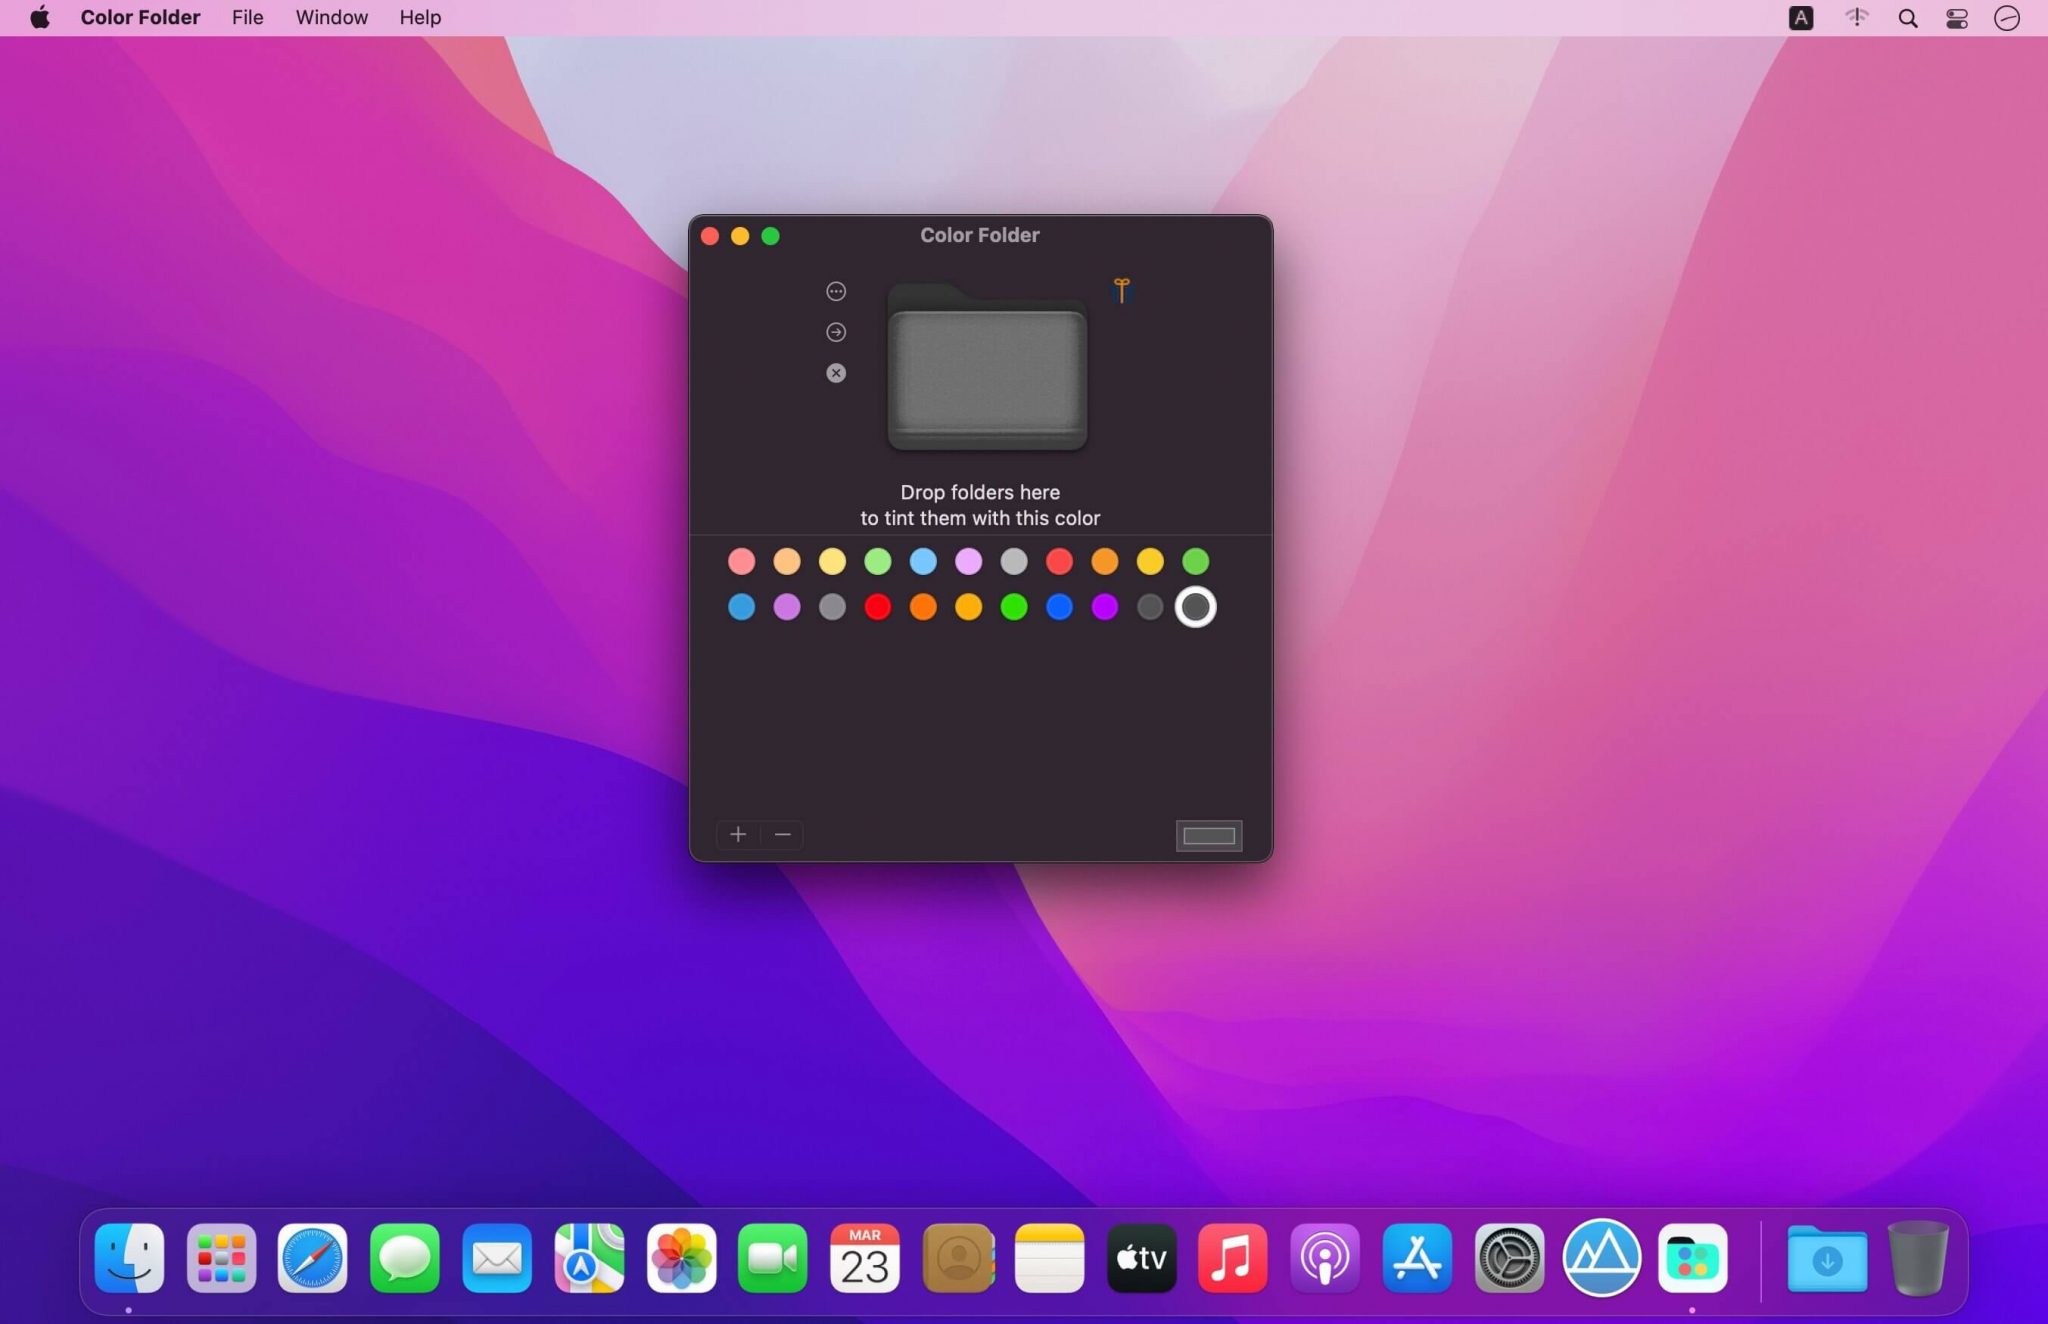 Color Folder File Window Help A
Color Folder
Drop folders here
to tint them with this color
MAR
23
tv